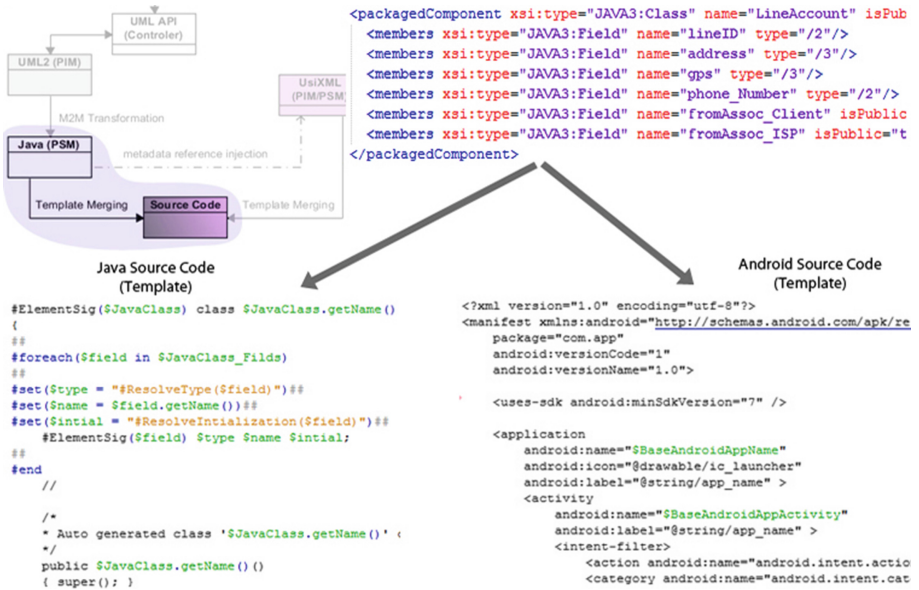 UML API
(Controler)
UML2 (PIM)
UsiXML
(PIM/PSM)
M2M Transformation
Java (PSM)
metadata reference injection
Template Merging
Source Code
Template Merging
<packagedComponent xsi:type="JAVA3:Class" name="LineAccount" isPub
<members xsi:type="JAVA3:Field" name="lineID" type="/2"/>
<members xsi:type="JAVA3:Field" name="address" type="/3"/>
<members xsi:type="JAVA3:Field" name="gps" type="/3"/>
<members xsi:type="JAVA3:Field" name="phone_Number" type="/2"/>
<members xsi:type="JAVA3:Field" name="fromAssoc_Client" isPublic
<members xsi:type="JAVA3:Field" name="fromAssoc_ISP" isPublic="t
</packagedComponent>
Java Source Code
(Template)
#ElementSig($JavaClass) class $JavaClass.getName()
{
##
#foreach($field in $JavaClass_Filds)
##
#set($type = "#ResolveType($field)")##
#set($name = $field.getName())##
#set($intial = "#ResolveIntialization($field)")##
#ElementSig($field) $type $name $intial;
##
#end
//
/*
* Auto generated class '$JavaClass.getName()'
*/
public $JavaClass.getName()()
{ super(); }
Android Source Code
(Template)
<?xml version="1.0" encoding="utf-8"?>
<manifest xmlns:android="http://schemas.android.com/apk/re
package="com.app"
android:versionCode="1"
android:versionName="1.0">
<uses-sdk android:minSdkVersion="7" />
<application
android:name="$BaseAndroidAppName"
android:icon="@drawable/ic_launcher"
android:label="@string/app_name" >
<activity
android:name="$BaseAndroidAppActivity"
android:label="@string/app_name" >
<intent-filter>
<action android:name="android.intent.action
<category android:name="android.intent.cat